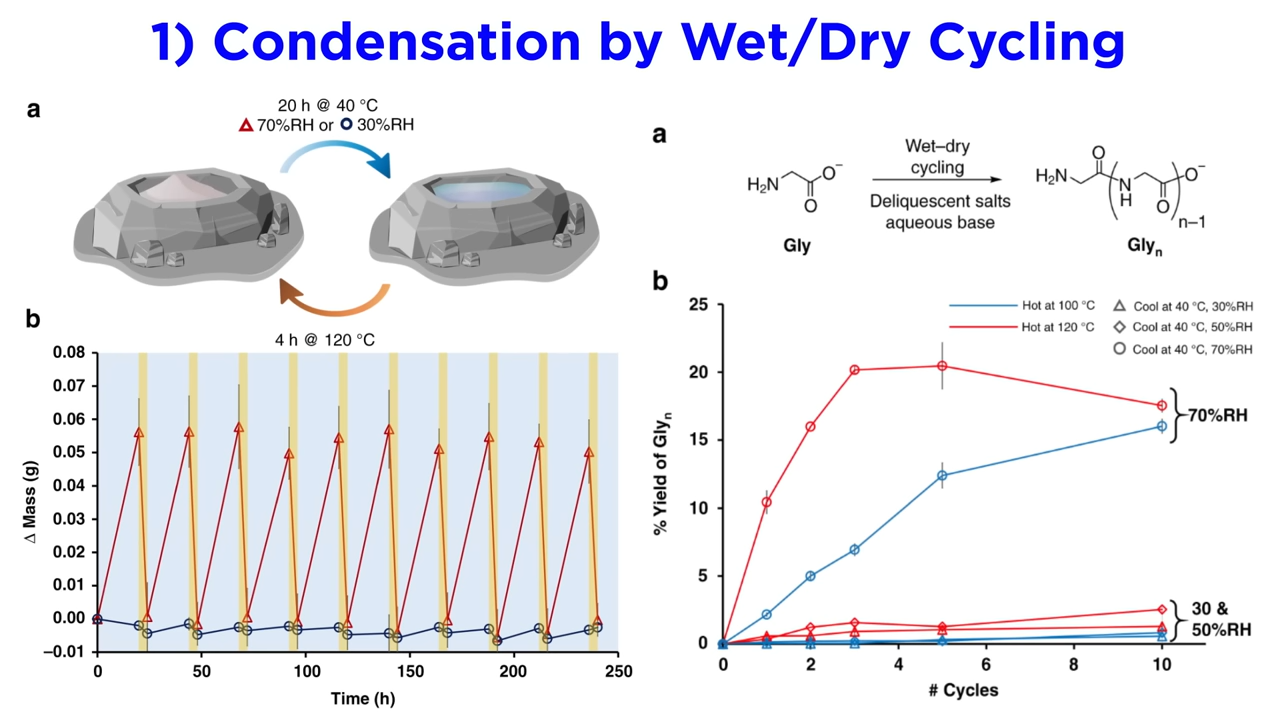 1) Condensation by Wet/Dry Cycling
a
20 h @ 40 °C
70%RH or 30%RH
4 h @ 120 °C
b
0.08
0.07
0.06
0.05
0.04
0.03
0.02
0.01
0.00
–0.01
Δ Mass (g)
0
50
100
150
200
250
Time (h)
a
H₂N
O⁻
O
Gly
Wet–dry
cycling
Deliquescent salts
aqueous base
H₂N
O
N
H
O
O⁻
n–1
Glyₙ
b
25
20
15
10
5
0
% Yield of Glyₙ
Hot at 100 °C
Hot at 120 °C
Cool at 40 °C, 30%RH
Cool at 40 °C, 50%RH
Cool at 40 °C, 70%RH
70%RH
30 &
50%RH
0
2
4
6
8
10
# Cycles